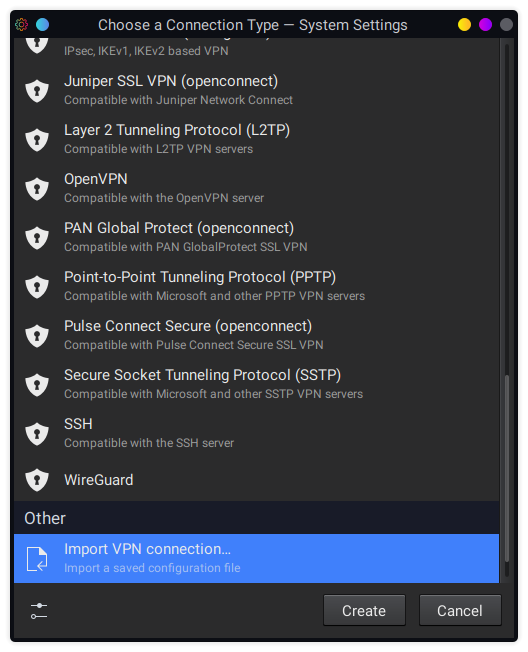 Choose a Connection Type — System Settings
IPsec, IKEv1, IKEv2 based VPN
Juniper SSL VPN (openconnect)
Compatible with Juniper Network Connect
Layer 2 Tunneling Protocol (L2TP)
Compatible with L2TP VPN servers
OpenVPN
Compatible with the OpenVPN server
PAN Global Protect (openconnect)
Compatible with PAN GlobalProtect SSL VPN
Point-to-Point Tunneling Protocol (PPTP)
Compatible with Microsoft and other PPTP VPN servers
Pulse Connect Secure (openconnect)
Compatible with Pulse Connect Secure SSL VPN
Secure Socket Tunneling Protocol (SSTP)
Compatible with Microsoft and other SSTP VPN servers
SSH
Compatible with the SSH server
WireGuard
Other
Import VPN connection…
Import a saved configuration file
Create
Cancel